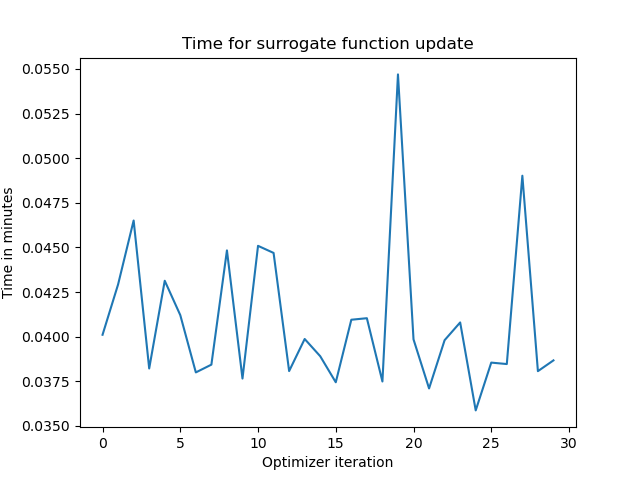 Time for surrogate function update
0.0550
0.0525
0.0500
0.0475
0.0450
0.0425
0.0400
0.0375
0.0350
Time in minutes
0 5 10 15 20 25 30
Optimizer iteration